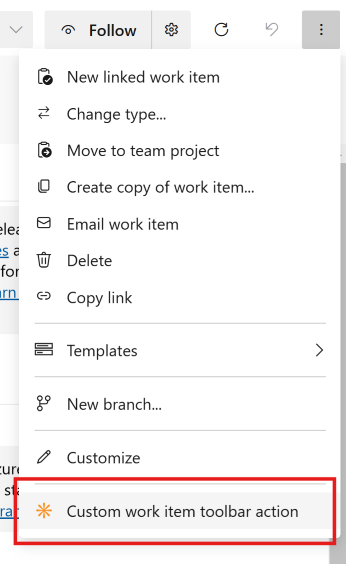 Follow
New linked work item
Change type...
Move to team project
Create copy of work item...
Email work item
Delete
Copy link
Templates
New branch...
Customize
Custom work item toolbar action